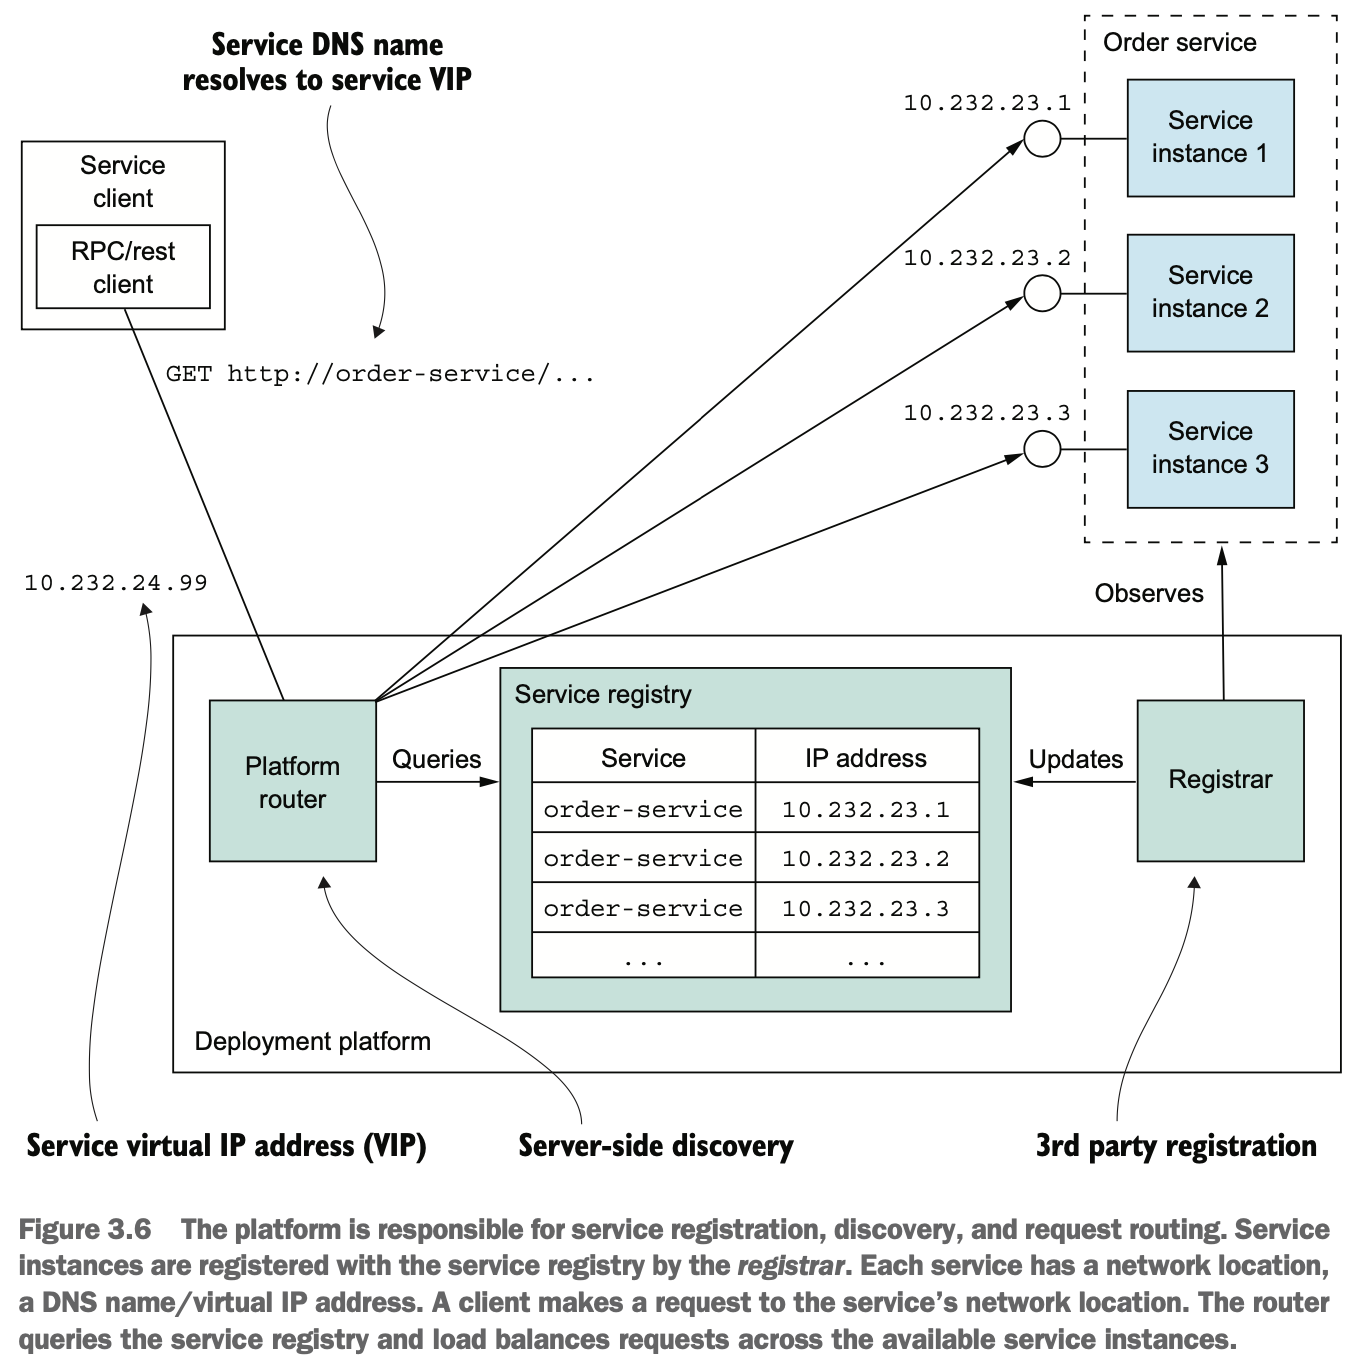 Service DNS name
resolves to service VIP
Service
client
RPC/rest
client
GET http://order-service/...
10.232.24.99
Order service
10.232.23.1
Service
instance 1
10.232.23.2
Service
instance 2
10.232.23.3
Service
instance 3
Observes
Platform
router
Queries
Service registry
Service IP address
order-service 10.232.23.1
order-service 10.232.23.2
order-service 10.232.23.3
... ...
Updates
Registrar
Deployment platform
Service virtual IP address (VIP)
Server-side discovery
3rd party registration
Figure 3.6 The platform is responsible for service registration, discovery, and request routing. Service
instances are registered with the service registry by the registrar. Each service has a network location,
a DNS name/virtual IP address. A client makes a request to the service’s network location. The router
queries the service registry and load balances requests across the available service instances.